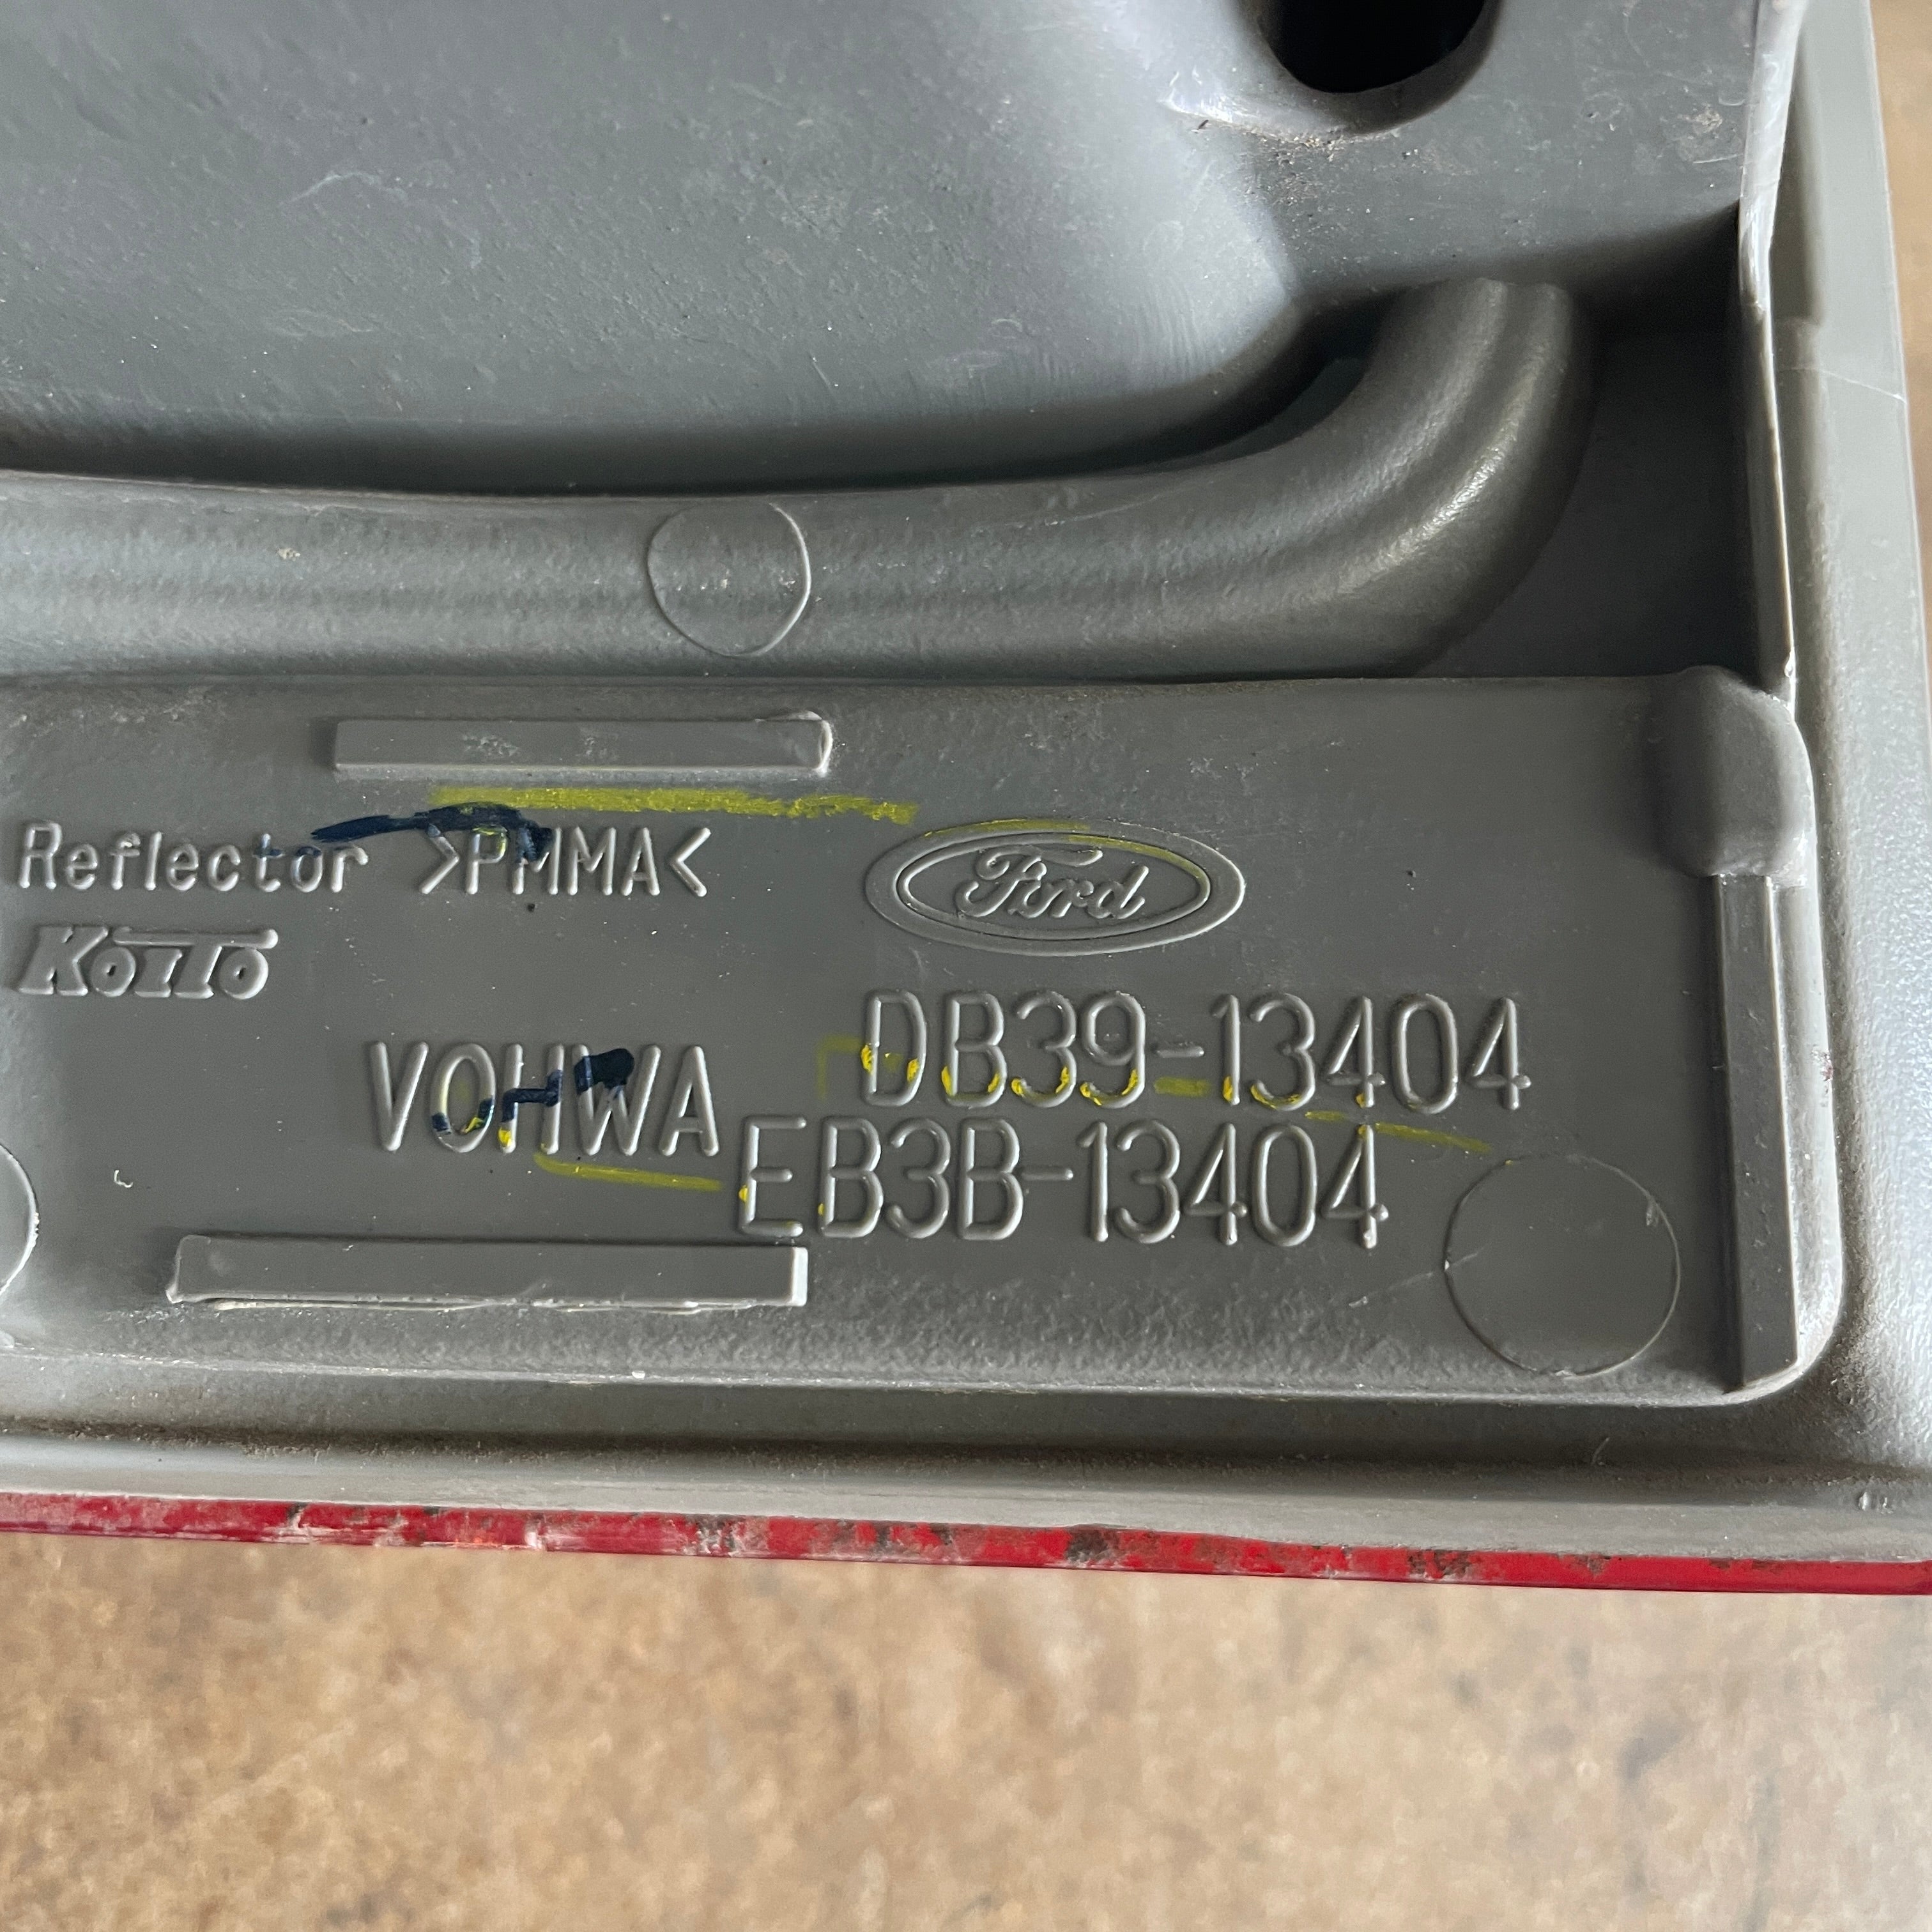 Reflector >PMMA<
Ford
KOITO
DB39-13404
VOHWA
EB3B-13404